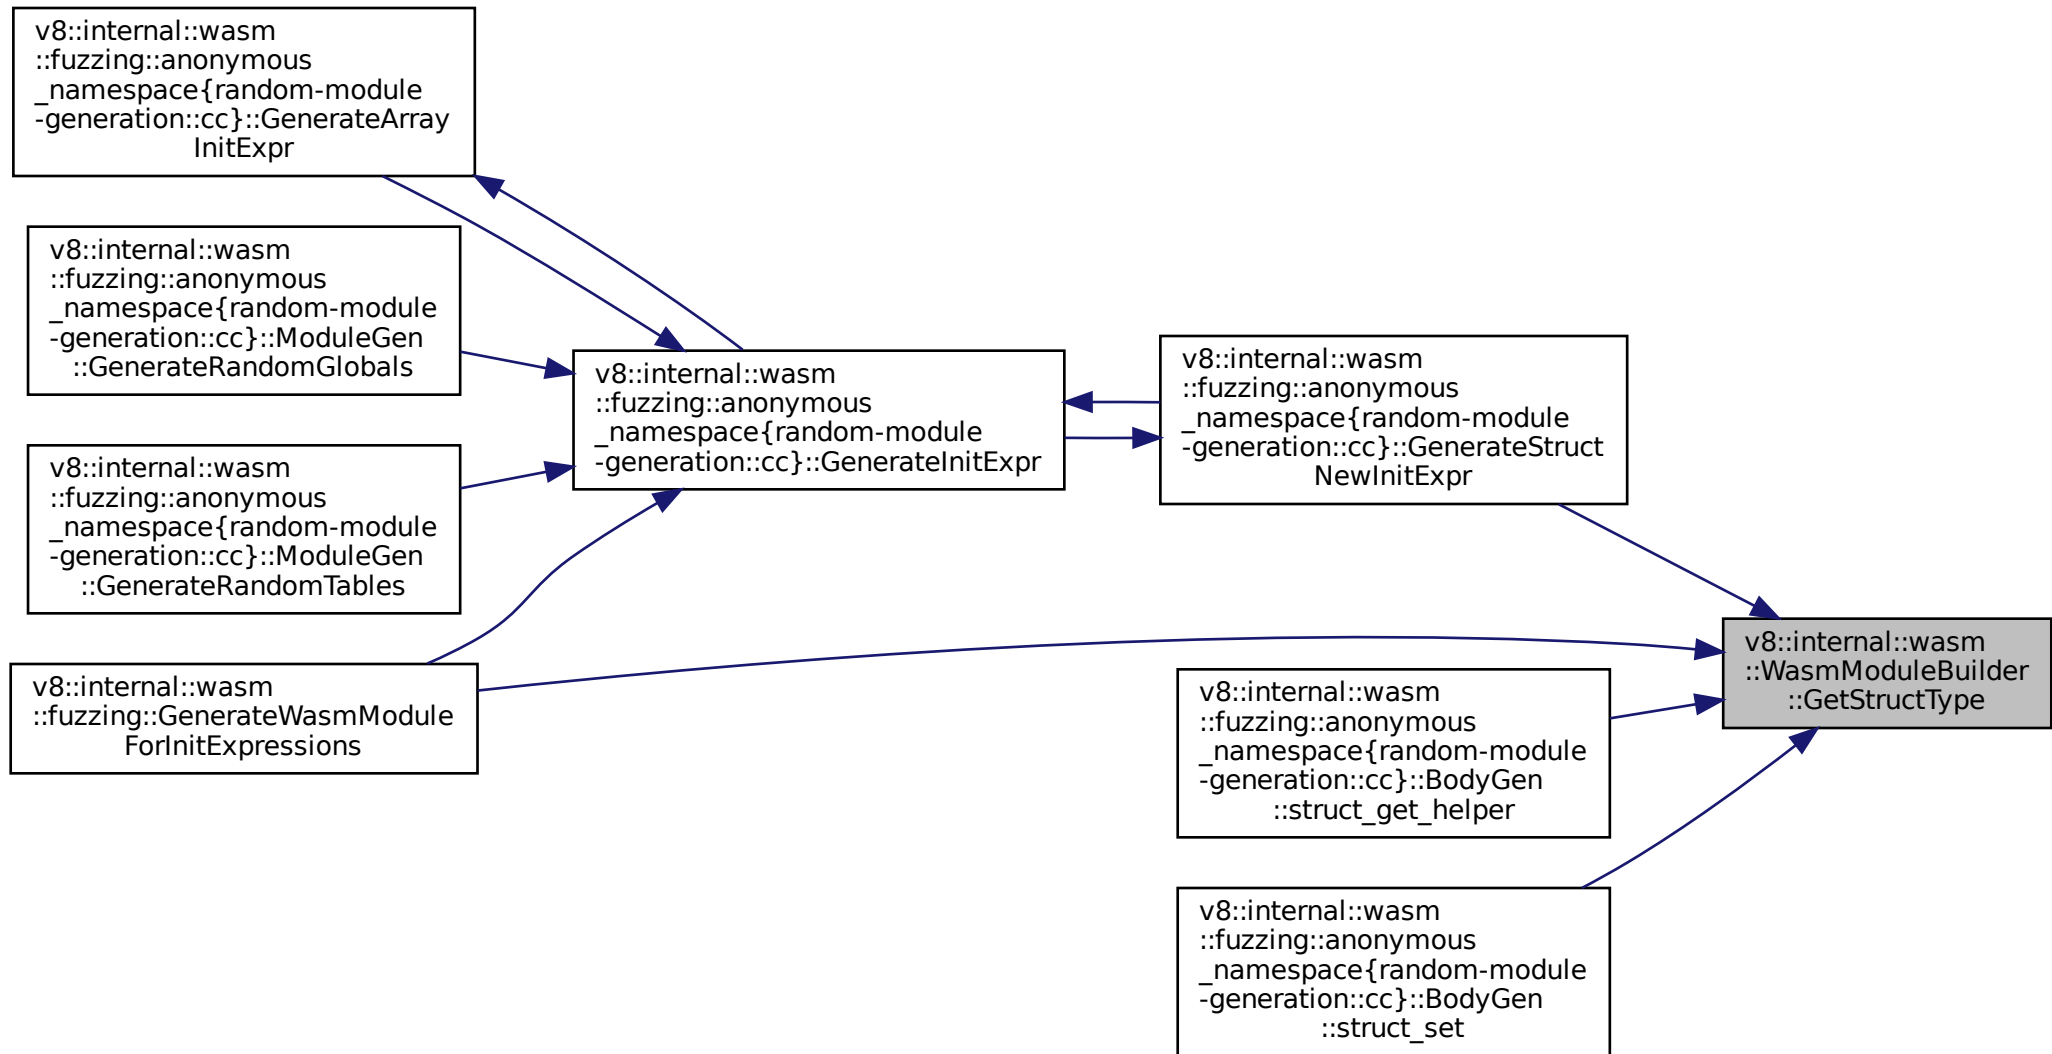 v8::internal::wasm
::fuzzing::anonymous
_namespace{random-module
-generation::cc}::GenerateArray
InitExpr
v8::internal::wasm
::fuzzing::anonymous
_namespace{random-module
-generation::cc}::ModuleGen
::GenerateRandomGlobals
v8::internal::wasm
::fuzzing::anonymous
_namespace{random-module
-generation::cc}::ModuleGen
::GenerateRandomTables
v8::internal::wasm
::fuzzing::GenerateWasmModule
ForInitExpressions
v8::internal::wasm
::fuzzing::anonymous
_namespace{random-module
-generation::cc}::GenerateInitExpr
v8::internal::wasm
::fuzzing::anonymous
_namespace{random-module
-generation::cc}::GenerateStruct
NewInitExpr
v8::internal::wasm
::fuzzing::anonymous
_namespace{random-module
-generation::cc}::BodyGen
::struct_get_helper
v8::internal::wasm
::fuzzing::anonymous
_namespace{random-module
-generation::cc}::BodyGen
::struct_set
v8::internal::wasm
::WasmModuleBuilder
::GetStructType